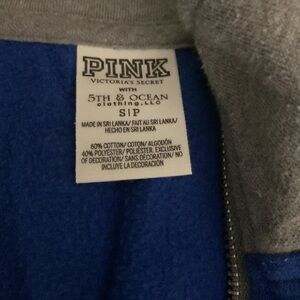 PINK
VICTORIA'S SECRET
WITH
5TH & OCEAN
clothing, LLC
S|P
MADE IN SRI LANKA/ FAIT AU SRI LANKA/
HECHO EN SRI LANKA
60% COTTON/ COTON/ ALGODÓN
40% POLYESTER/ POLIÉSTER. EXCLUSIVE
OF DECORATION/ SANS DÉCORATION/ NO
INCLUYE LA DECORACIÓN